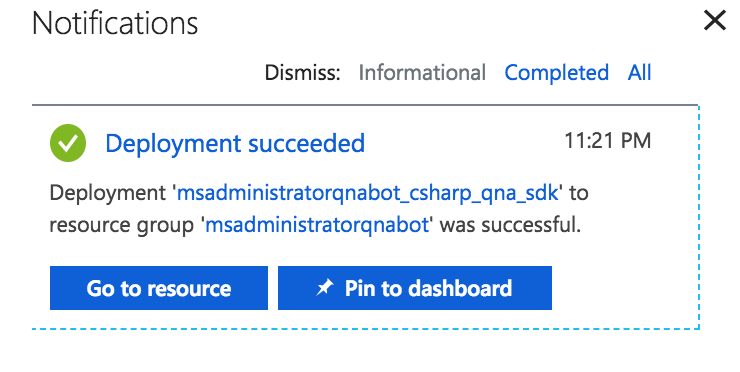 Notifications
Dismiss: Informational Completed All
Deployment succeeded 11:21 PM
Deployment 'msadministratorqnabot_csharp_qna_sdk' to
resource group 'msadministratorqnabot' was successful.
Go to resource Pin to dashboard